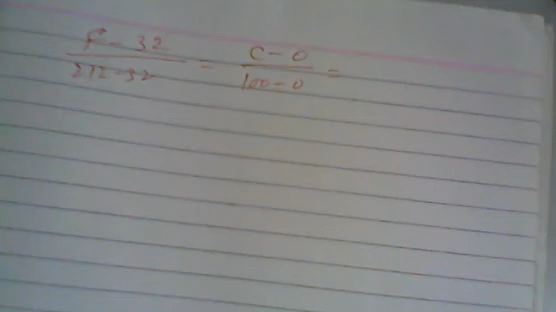 F - 32 / 212 - 32 = C - 0 / 100 - 0 =